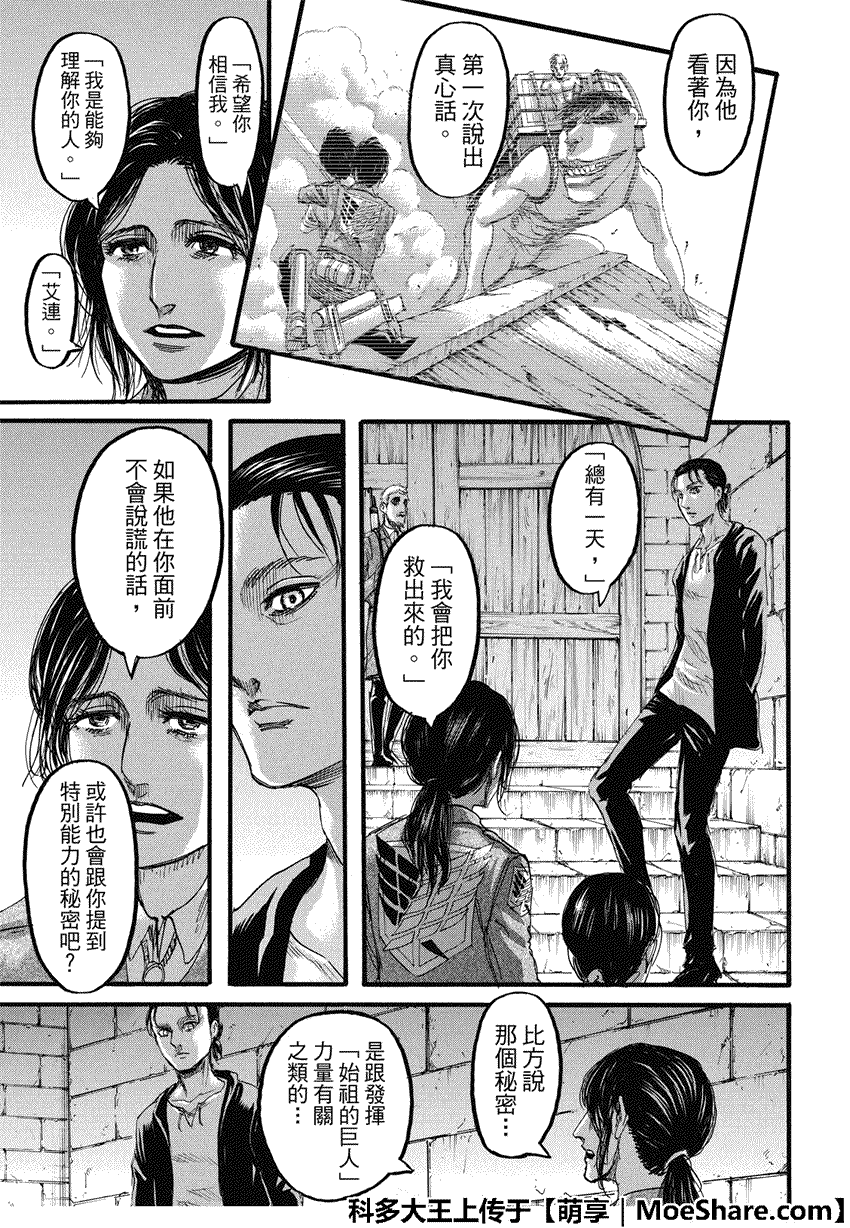 因為他
看著你，
第一次說出
真心話。
「希望你
相信我。」
「我是能夠
理解你的人。」
「艾連。」
「總有一天，」
「我會把你
救出來的。」
如果他在你面前
不會說謊的話，
或許也會跟你提到
特別能力的秘密吧？
比方說
那個秘密…
是跟發揮
「始祖的巨人」
力量有關
之類的…
科多大王上传于【萌享｜MoeShare.com】